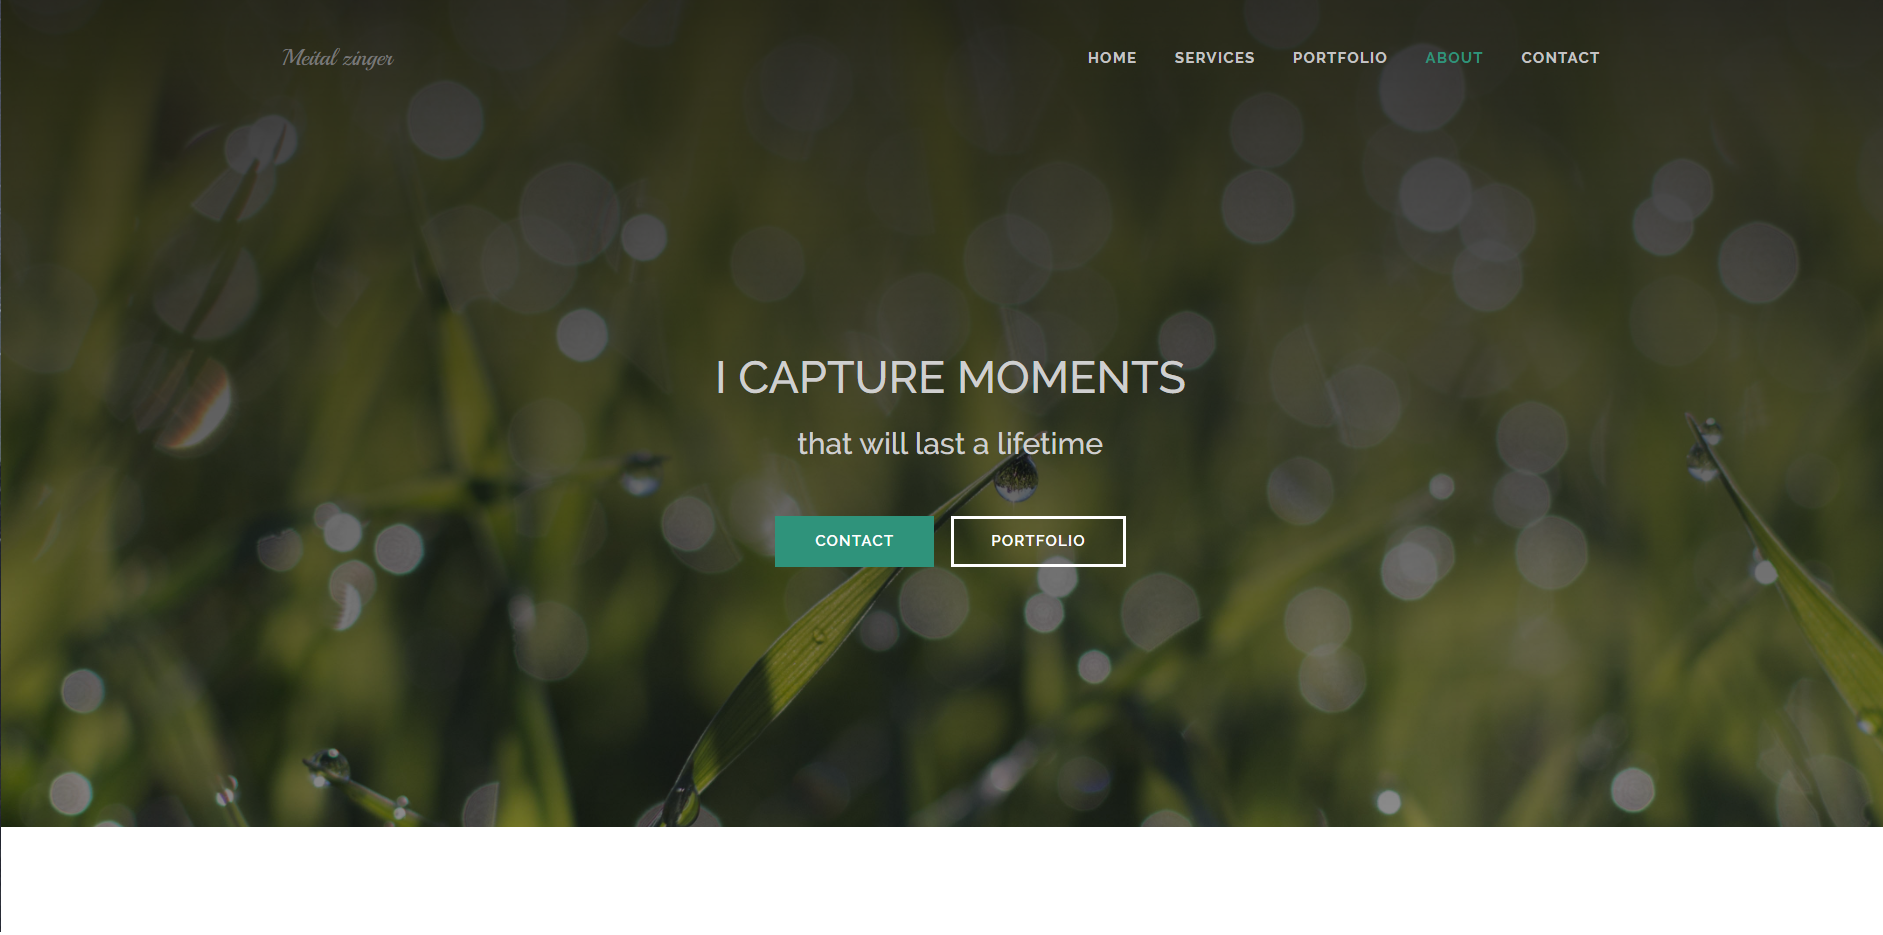 Meital zinger
HOME SERVICES PORTFOLIO ABOUT CONTACT
I CAPTURE MOMENTS
that will last a lifetime
CONTACT PORTFOLIO